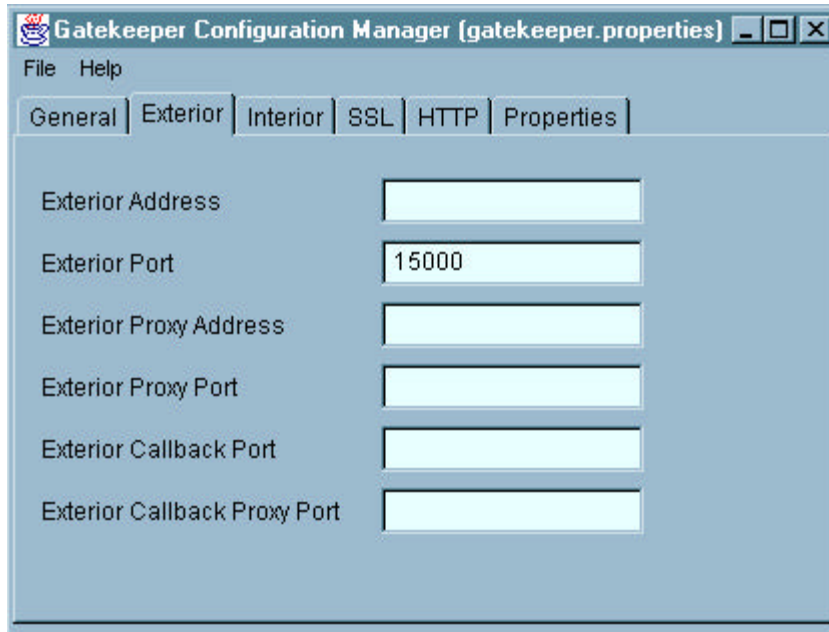 Gatekeeper Configuration Manager (gatekeeper.properties)
File Help
General Exterior Interior SSL HTTP Properties
Exterior Address
Exterior Port 15000
Exterior Proxy Address
Exterior Proxy Port
Exterior Callback Port
Exterior Callback Proxy Port